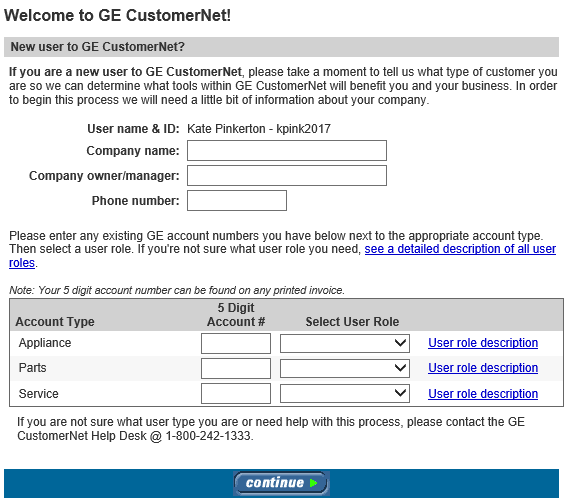 Welcome to GE CustomerNet!
New user to GE CustomerNet?
If you are a new user to GE CustomerNet, please take a moment to tell us what type of customer you
are so we can determine what tools within GE CustomerNet will benefit you and your business. In order
to begin this process we will need a little bit of information about your company.
User name & ID: Kate Pinkerton - kpink2017
Company name:
Company owner/manager:
Phone number:
Please enter any existing GE account numbers you have below next to the appropriate account type.
Then select a user role. If you're not sure what user role you need, see a detailed description of all user
roles.
Note: Your 5 digit account number can be found on any printed invoice.
5 Digit
Account Type Account # Select User Role
Appliance User role description
Parts User role description
Service User role description
If you are not sure what user type you are or need help with this process, please contact the GE
CustomerNet Help Desk @ 1-800-242-1333.
continue